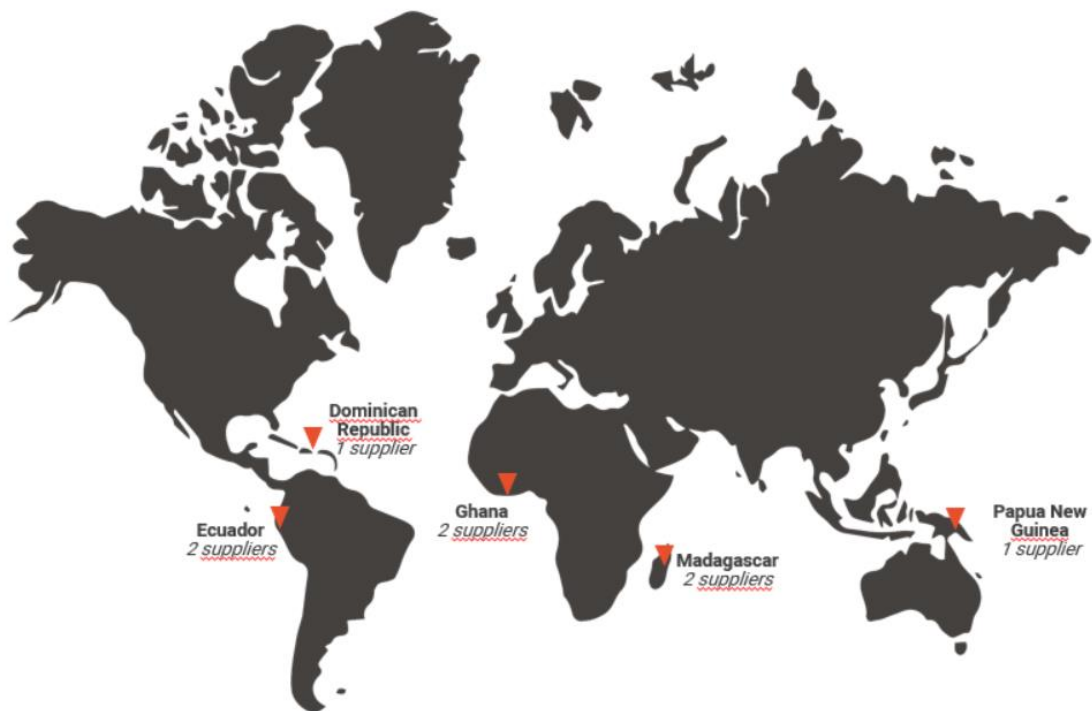 Dominican
Republic
1 supplier
Ecuador
2 suppliers
Ghana
2 suppliers
Madagascar
2 suppliers
Papua New
Guinea
1 supplier